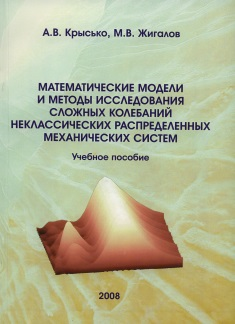 А.В. Крысько, М.В. Жигалов
МАТЕМАТИЧЕСКИЕ МОДЕЛИ
И МЕТОДЫ ИССЛЕДОВАНИЯ
СЛОЖНЫХ КОЛЕБАНИЙ
НЕКЛАССИЧЕСКИХ РАСПРЕДЕЛЕННЫХ
МЕХАНИЧЕСКИХ СИСТЕМ
Учебное пособие
2008